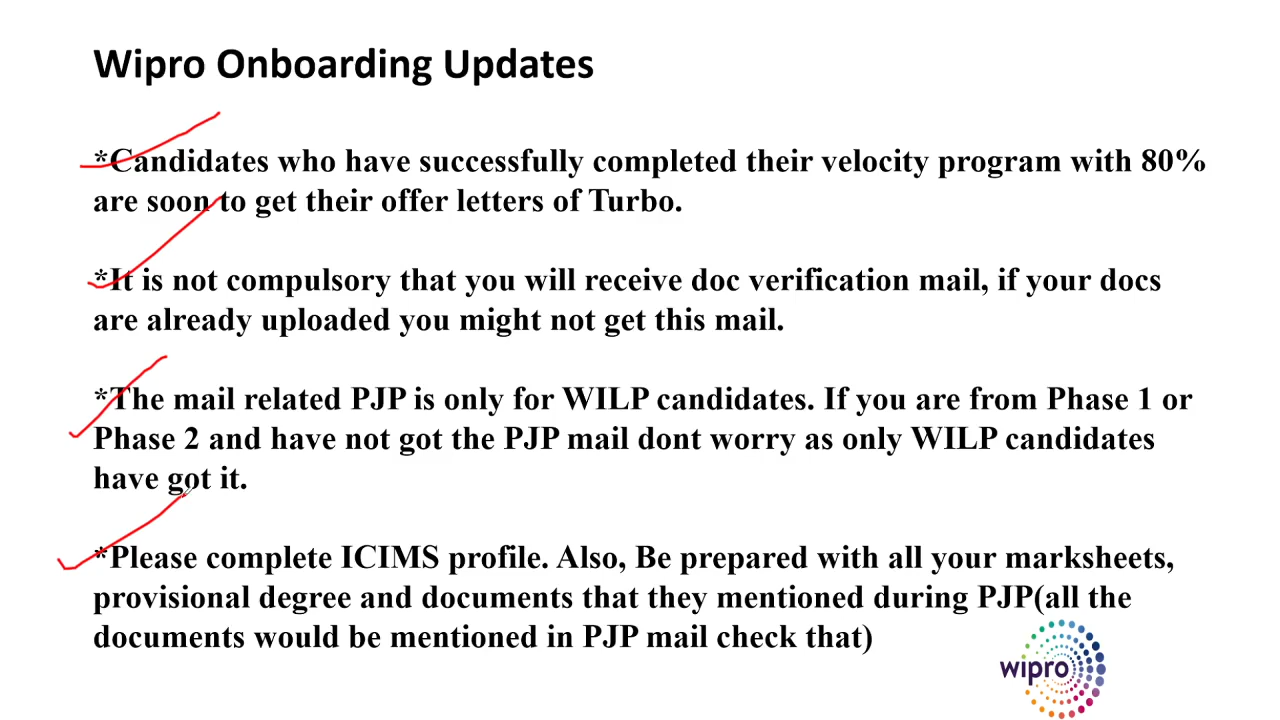 Wipro Onboarding Updates
*Candidates who have successfully completed their velocity program with 80%
are soon to get their offer letters of Turbo.
*It is not compulsory that you will receive doc verification mail, if your docs
are already uploaded you might not get this mail.
*The mail related PJP is only for WILP candidates. If you are from Phase 1 or
Phase 2 and have not got the PJP mail dont worry as only WILP candidates
have got it.
*Please complete ICIMS profile. Also, Be prepared with all your marksheets,
provisional degree and documents that they mentioned during PJP(all the
documents would be mentioned in PJP mail check that)
wipro